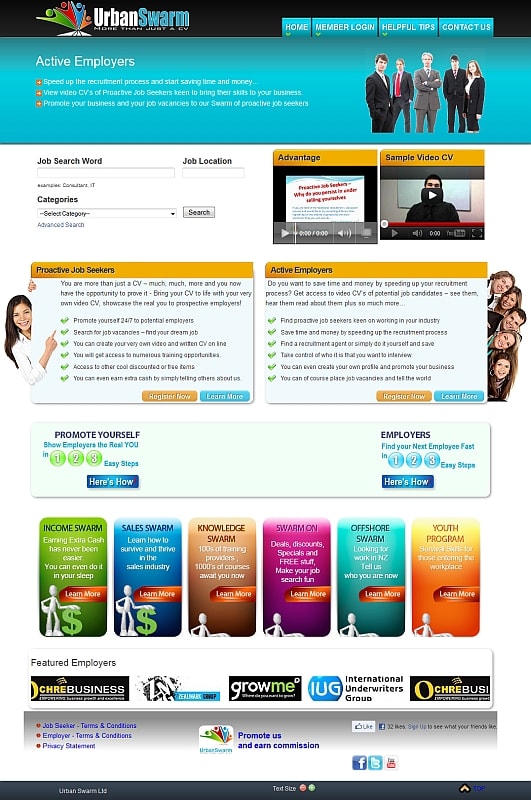 UrbanSwarm
MORE THAN JUST A CV
HOME
MEMBER LOGIN
HELPFUL TIPS
CONTACT US
Active Employers
Speed up the recruitment process and start saving time and money...
View video CV's of Proactive Job Seekers keen to bring their skills to your business.
Promote your business and your job vacancies to our Swarm of proactive job seekers
Job Search Word
Job Location
examples: Consultant, IT
Categories
--Select Category--
Search
Advanced Search
Advantage
Proactive Job Seekers –
Why do you persist in under
selling yourselves
0:00 / 0:00
Sample Video CV
Proactive Job Seekers
You are more than just a CV – much, much, more and you now
have the opportunity to prove it - Bring your CV to life with your very
own video CV, showcase the real you to prospective employers!
Promote yourself 24/7 to potential employers
Search for job vacancies – find your dream job
You can create your very own video and written CV on line
You will get access to numerous training opportunities.
Access to other cool discounted or free items
You can even earn extra cash by simply telling others about us.
Register Now
Learn More
Active Employers
Do you want to save time and money by speeding up your recruitment
process? Get access to video CV's of potential job candidates – see them,
hear them read about them plus so much more...
Find proactive job seekers keen on working in your industry
Save time and money by speeding up the recruitment process
Find a recruitment agent or simply do it yourself and save
Take control of who it is that you want to interview
You can even create your own profile and promote your business
You can of course place job vacancies and tell the world
Register Now
Learn More
PROMOTE YOURSELF
Show Employers the Real YOU
in 1 2 3 Easy Steps
Here's How
EMPLOYERS
Find your Next Employee Fast
in 1 2 3 Easy Steps
Here's How
INCOME SWARM
Earning Extra Cash
has never been
easier.
You can even do it
in your sleep
Learn More
SALES SWARM
Learn how to
survive and thrive
in the
sales industry
Learn More
KNOWLEDGE
SWARM
100s of training
providers ,
1000's of courses
await you now
Learn More
SWARM ON
Deals, discounts,
Specials and
FREE stuff,
Make your job
search fun
Learn More
OFFSHORE
SWARM
Looking for
work in NZ
Tell us
who you are now
Learn More
YOUTH
PROGRAM
Survival Skills for
those entering the
workplace
Learn More
Featured Employers
CHREBUSINESS
EMPOWERING business growth and excellence
ZEALMARK GROUP
growme
Where do you want to grow?
IUG
International
Underwriters
Group
OCHREBUSI
EMPOWERING business
Job Seeker - Terms & Conditions
Employer - Terms & Conditions
Privacy Statement
UrbanSwarm
Promote us
and earn commission
Like
32 likes. Sign Up to see what your friends like.
Urban Swarm Ltd
Text Size
TOP